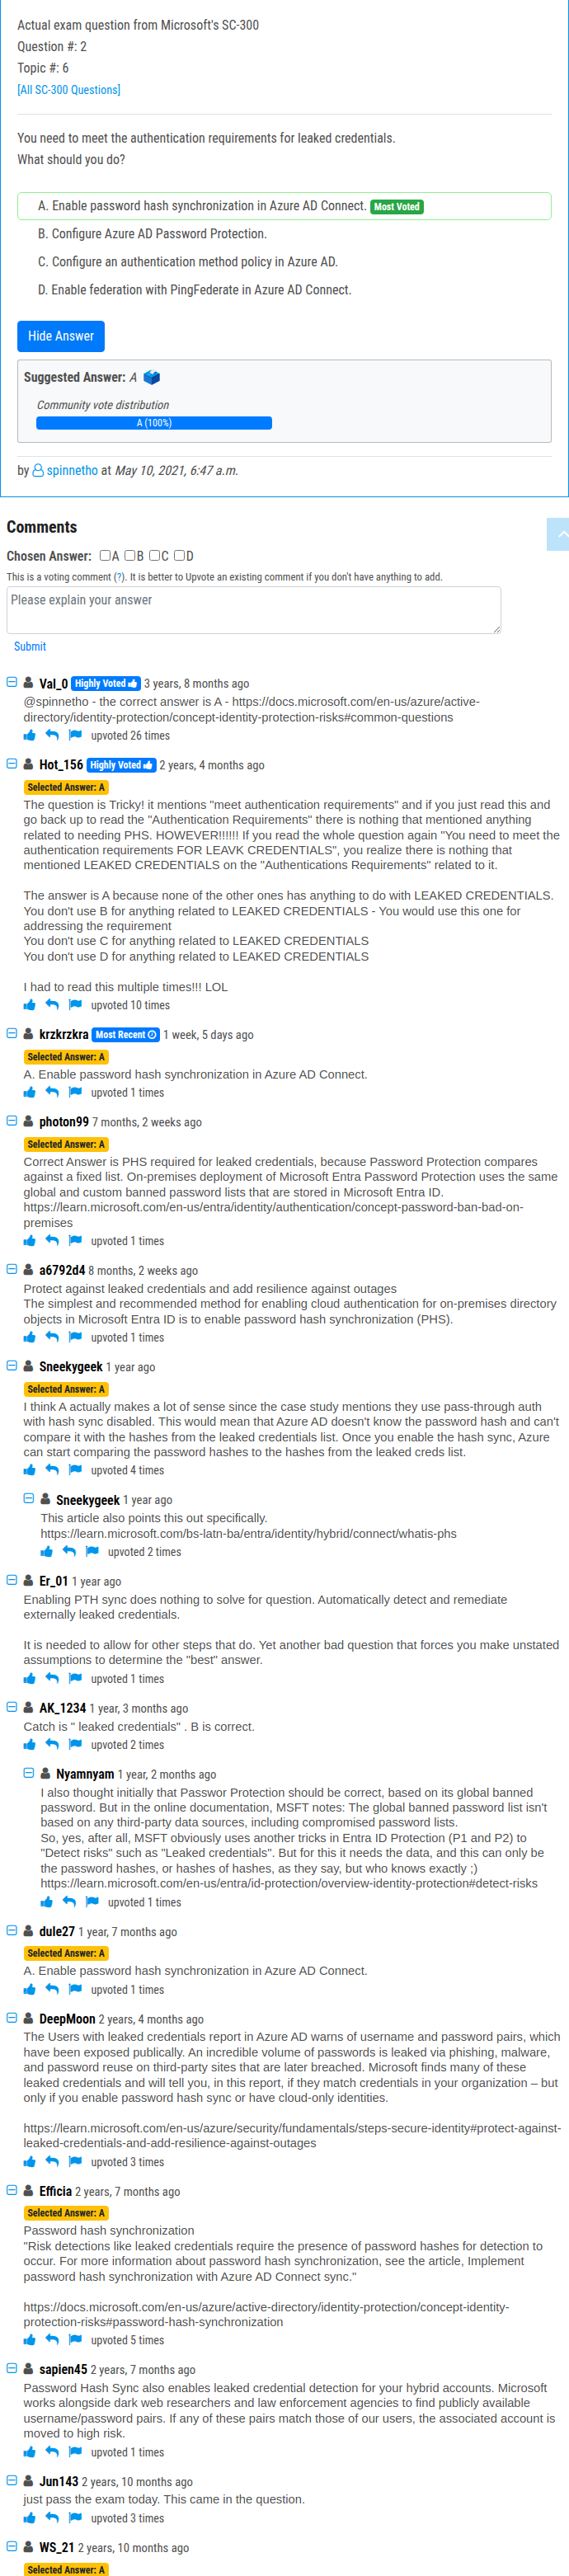 Actual exam question from Microsoft's SC-300
Question #: 2
Topic #: 6
[All SC-300 Questions]
You need to meet the authentication requirements for leaked credentials.
What should you do?
A. Enable password hash synchronization in Azure AD Connect. Most Voted
B. Configure Azure AD Password Protection.
C. Configure an authentication method policy in Azure AD.
D. Enable federation with PingFederate in Azure AD Connect.
Hide Answer
Suggested Answer: A
Community vote distribution
A (100%)
by spinnetho at May 10, 2021, 6:47 a.m.
Comments
Chosen Answer: A B C D
This is a voting comment (?). It is better to Upvote an existing comment if you don't have anything to add.
Please explain your answer
Submit
Val_0 Highly Voted 3 years, 8 months ago
@spinnetho - the correct answer is A - https://docs.microsoft.com/en-us/azure/active-
directory/identity-protection/concept-identity-protection-risks#common-questions
upvoted 26 times
Hot_156 Highly Voted 2 years, 4 months ago
Selected Answer: A
The question is Tricky! it mentions "meet authentication requirements" and if you just read this and
go back up to read the "Authentication Requirements" there is nothing that mentioned anything
related to needing PHS. HOWEVER!!!!!! If you read the whole question again "You need to meet the
authentication requirements FOR LEAVK CREDENTIALS", you realize there is nothing that
mentioned LEAKED CREDENTIALS on the "Authentications Requirements" related to it.
The answer is A because none of the other ones has anything to do with LEAKED CREDENTIALS.
You don't use B for anything related to LEAKED CREDENTIALS - You would use this one for
addressing the requirement
You don't use C for anything related to LEAKED CREDENTIALS
You don't use D for anything related to LEAKED CREDENTIALS
I had to read this multiple times!!! LOL
upvoted 10 times
krzkrzkra Most Recent 1 week, 5 days ago
Selected Answer: A
A. Enable password hash synchronization in Azure AD Connect.
upvoted 1 times
photon99 7 months, 2 weeks ago
Selected Answer: A
Correct Answer is PHS required for leaked credentials, because Password Protection compares
against a fixed list. On-premises deployment of Microsoft Entra Password Protection uses the same
global and custom banned password lists that are stored in Microsoft Entra ID.
https://learn.microsoft.com/en-us/entra/identity/authentication/concept-password-ban-bad-on-
premises
upvoted 1 times
a6792d4 8 months, 2 weeks ago
Protect against leaked credentials and add resilience against outages
The simplest and recommended method for enabling cloud authentication for on-premises directory
objects in Microsoft Entra ID is to enable password hash synchronization (PHS).
upvoted 1 times
Sneekygeek 1 year ago
Selected Answer: A
I think A actually makes a lot of sense since the case study mentions they use pass-through auth
with hash sync disabled. This would mean that Azure AD doesn't know the password hash and can't
compare it with the hashes from the leaked credentials list. Once you enable the hash sync, Azure
can start comparing the password hashes to the hashes from the leaked creds list.
upvoted 4 times
Sneekygeek 1 year ago
This article also points this out specifically.
https://learn.microsoft.com/bs-latn-ba/entra/identity/hybrid/connect/whatis-phs
upvoted 2 times
Er_01 1 year ago
Enabling PTH sync does nothing to solve for question. Automatically detect and remediate
externally leaked credentials.
It is needed to allow for other steps that do. Yet another bad question that forces you make unstated
assumptions to determine the "best" answer.
upvoted 1 times
AK_1234 1 year, 3 months ago
Catch is " leaked credentials" . B is correct.
upvoted 2 times
Nyamnyam 1 year, 2 months ago
I also thought initially that Passwor Protection should be correct, based on its global banned
password. But in the online documentation, MSFT notes: The global banned password list isn't
based on any third-party data sources, including compromised password lists.
So, yes, after all, MSFT obviously uses another tricks in Entra ID Protection (P1 and P2) to
"Detect risks" such as "Leaked credentials". But for this it needs the data, and this can only be
the password hashes, or hashes of hashes, as they say, but who knows exactly ;)
https://learn.microsoft.com/en-us/entra/id-protection/overview-identity-protection#detect-risks
upvoted 1 times
dule27 1 year, 7 months ago
Selected Answer: A
A. Enable password hash synchronization in Azure AD Connect.
upvoted 1 times
DeepMoon 2 years, 4 months ago
The Users with leaked credentials report in Azure AD warns of username and password pairs, which
have been exposed publically. An incredible volume of passwords is leaked via phishing, malware,
and password reuse on third-party sites that are later breached. Microsoft finds many of these
leaked credentials and will tell you, in this report, if they match credentials in your organization – but
only if you enable password hash sync or have cloud-only identities.
https://learn.microsoft.com/en-us/azure/security/fundamentals/steps-secure-identity#protect-against-
leaked-credentials-and-add-resilience-against-outages
upvoted 3 times
Efficia 2 years, 7 months ago
Selected Answer: A
Password hash synchronization
"Risk detections like leaked credentials require the presence of password hashes for detection to
occur. For more information about password hash synchronization, see the article, Implement
password hash synchronization with Azure AD Connect sync."
https://docs.microsoft.com/en-us/azure/active-directory/identity-protection/concept-identity-
protection-risks#password-hash-synchronization
upvoted 5 times
sapien45 2 years, 7 months ago
Password Hash Sync also enables leaked credential detection for your hybrid accounts. Microsoft
works alongside dark web researchers and law enforcement agencies to find publicly available
username/password pairs. If any of these pairs match those of our users, the associated account is
moved to high risk.
upvoted 1 times
Jun143 2 years, 10 months ago
just pass the exam today. This came in the question.
upvoted 3 times
WS_21 2 years, 10 months ago
Selected Answer: A